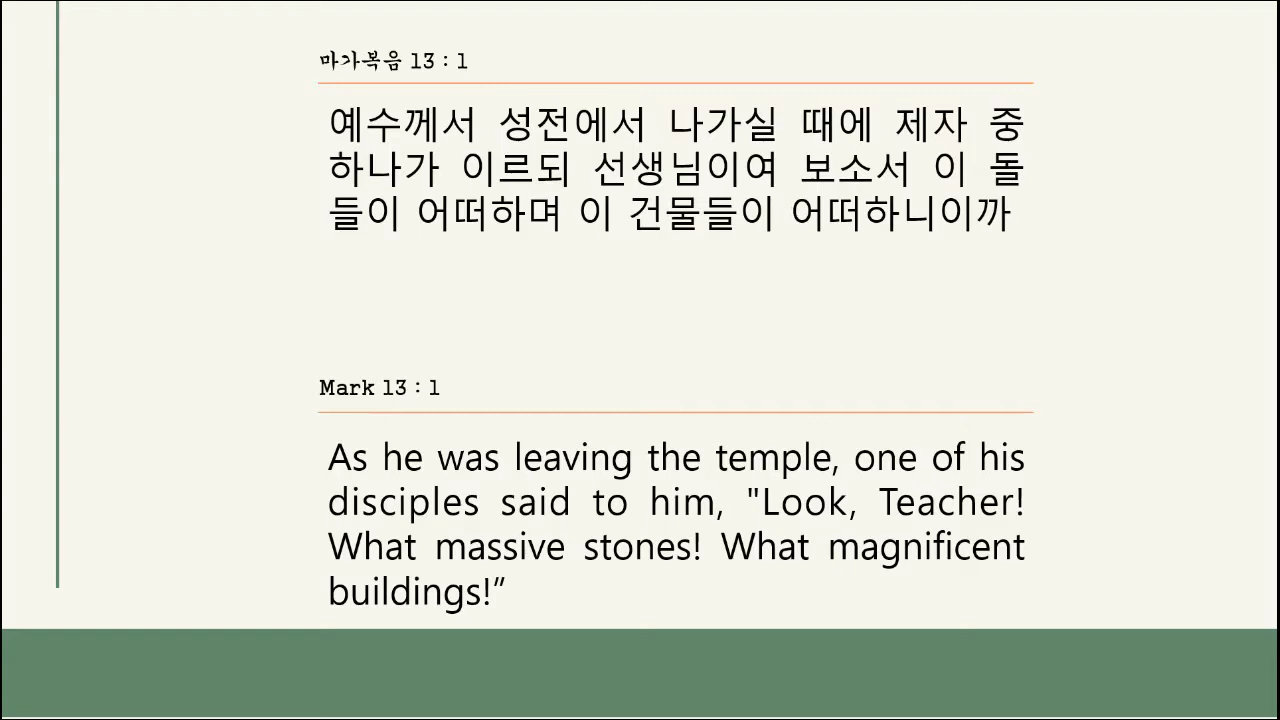 마가복음 13 : 1
예수께서 성전에서 나가실 때에 제자 중
하나가 이르되 선생님이여 보소서 이 돌
들이 어떠하며 이 건물들이 어떠하니이까
Mark 13 : 1
As he was leaving the temple, one of his
disciples said to him, "Look, Teacher!
What massive stones! What magnificent
buildings!”